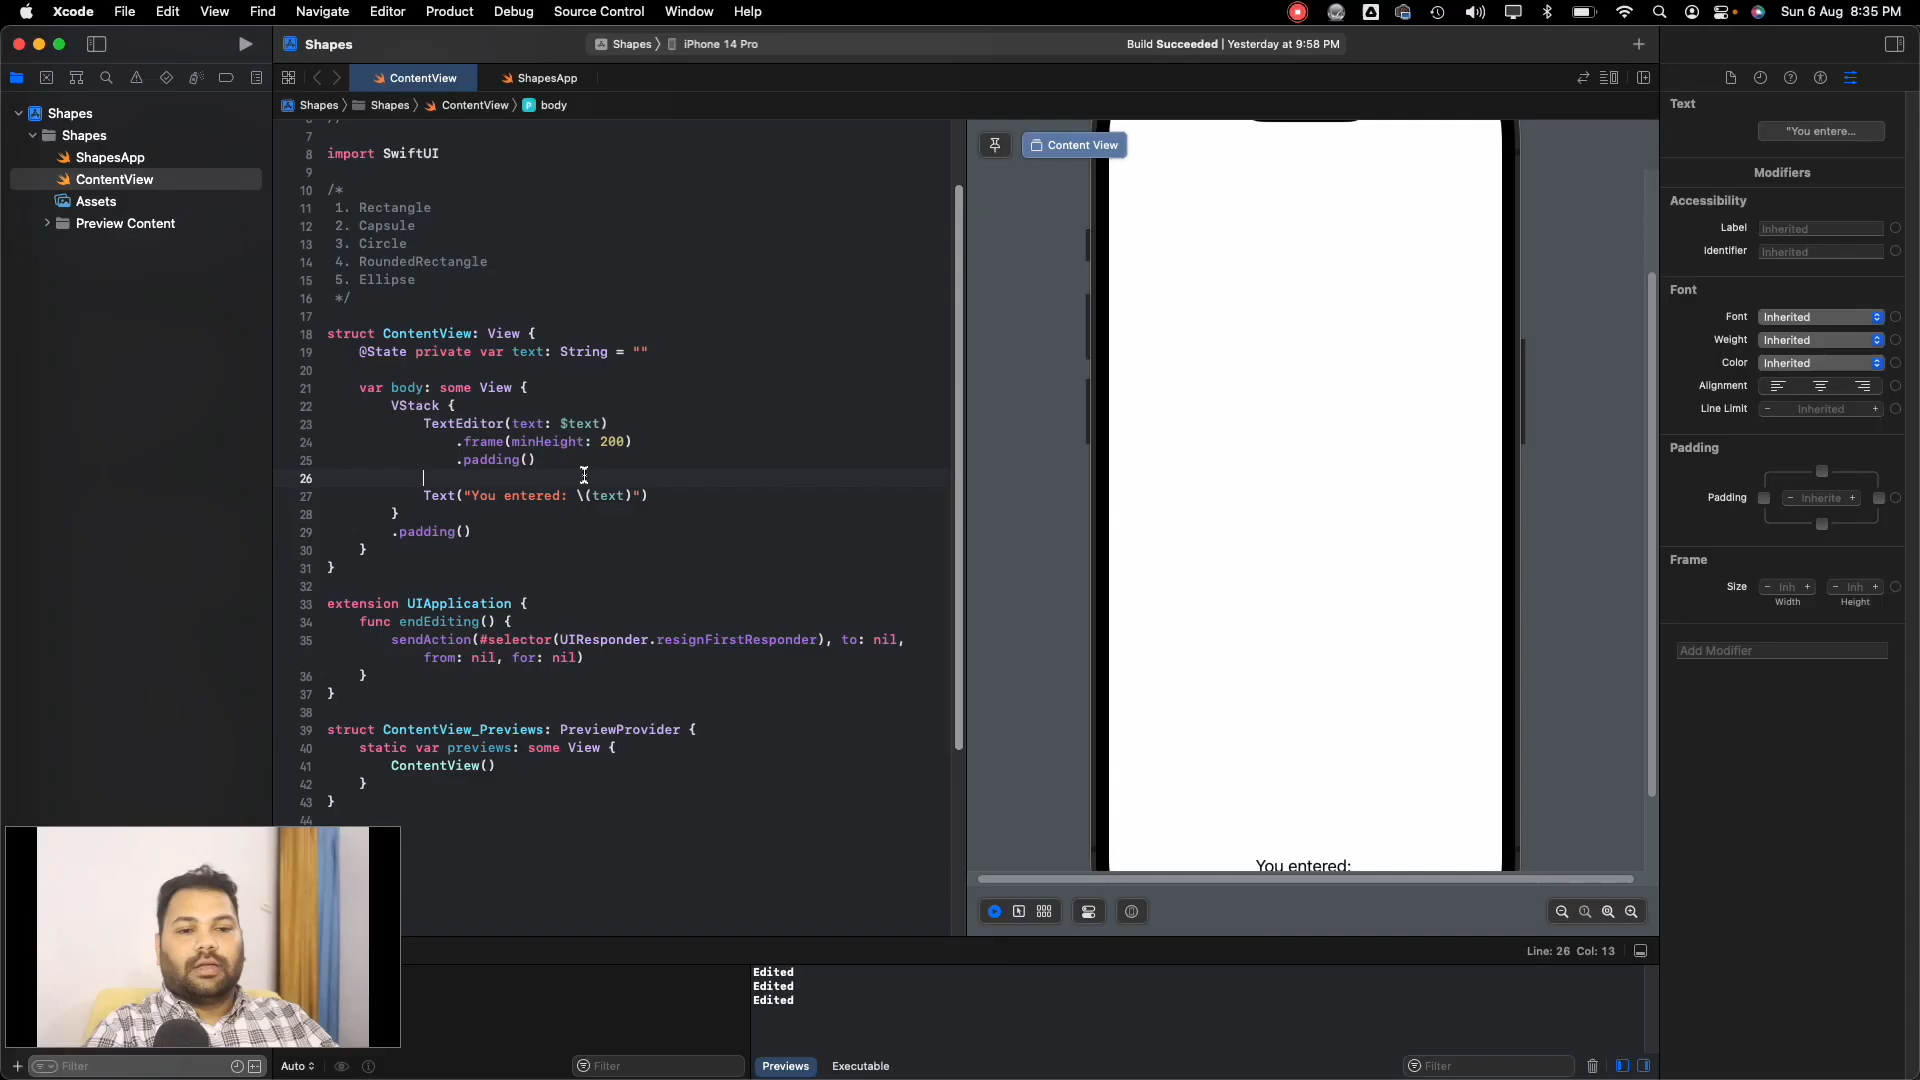 Xcode File Edit View Find Navigate Editor Product Debug Source Control Window Help
Sun 6 Aug 8:35 PM
Shapes
Shapes iPhone 14 Pro
Build Succeeded | Yesterday at 9:58 PM
ContentView ShapesApp
Shapes Shapes ContentView body
Shapes
Shapes
ShapesApp
ContentView
Assets
Preview Content
7
8 import SwiftUI
9
10 /*
11 1. Rectangle
12 2. Capsule
13 3. Circle
14 4. RoundedRectangle
15 5. Ellipse
16 */
17
18 struct ContentView: View {
19 @State private var text: String = ""
20
21 var body: some View {
22 VStack {
23 TextEditor(text: $text)
24 .frame(minHeight: 200)
25 .padding()
26
27 Text("You entered: \(text)")
28 }
29 .padding()
30 }
31 }
32
33 extension UIApplication {
34 func endEditing() {
35 sendAction(#selector(UIResponder.resignFirstResponder), to: nil,
from: nil, for: nil)
36 }
37 }
38
39 struct ContentView_Previews: PreviewProvider {
40 static var previews: some View {
41 ContentView()
42 }
43 }
44
Content View
You entered:
Text
"You entere...
Modifiers
Accessibility
Label Inherited
Identifier Inherited
Font
Font Inherited
Weight Inherited
Color Inherited
Alignment
Line Limit - Inherited +
Padding
Padding - Inherite +
Frame
Size - Inh + - Inh +
Width Height
Add Modifier
Line: 26 Col: 13
Edited
Edited
Edited
Filter
Auto
Filter
Previews Executable
Filter